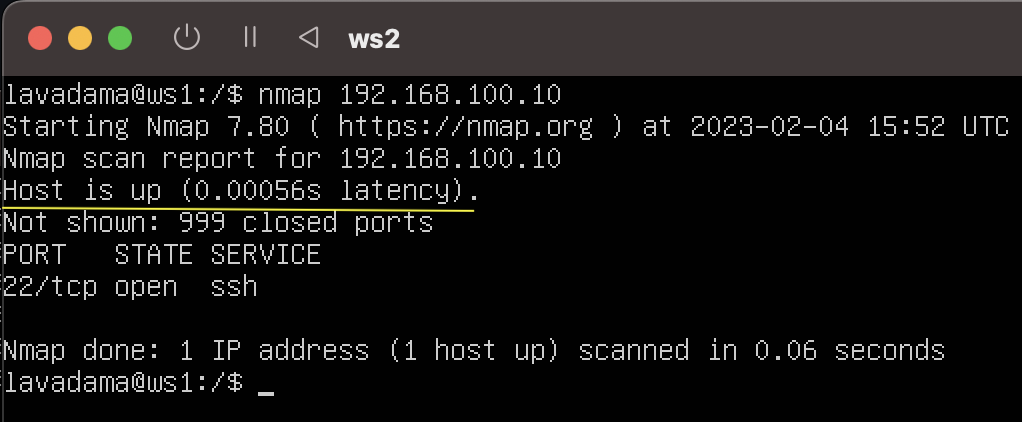 ws2
lavadama@ws1:/$ nmap 192.168.100.10
Starting Nmap 7.80 ( https://nmap.org ) at 2023-02-04 15:52 UTC
Nmap scan report for 192.168.100.10
Host is up (0.00056s latency).
Not shown: 999 closed ports
PORT   STATE SERVICE
22/tcp open  ssh
Nmap done: 1 IP address (1 host up) scanned in 0.06 seconds
lavadama@ws1:/$ _